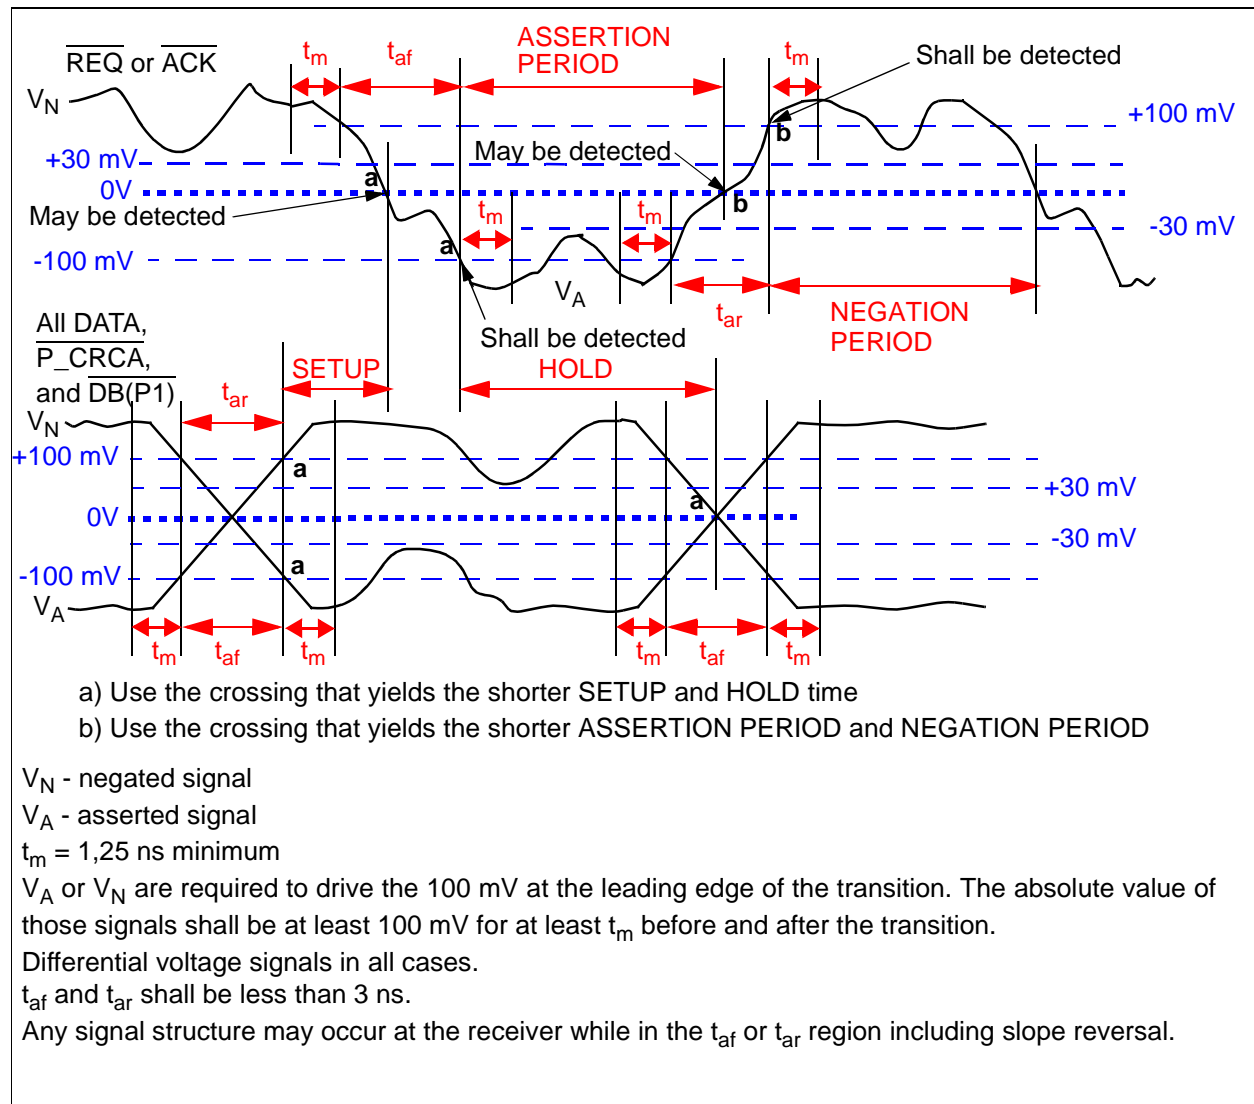 ASSERTION
PERIOD
REQ or ACK
tm
taf
tm
Shall be detected
VN
+100 mV
b
+30 mV
May be detected
a
0V
b
May be detected
tm
tm
-30 mV
a
-100 mV
VA
tar
NEGATION
PERIOD
All DATA,
P_CRCA,
and DB(P1)
Shall be detected
SETUP
HOLD
tar
VN
+100 mV
a
+30 mV
a
0V
-30 mV
a
-100 mV
VA
tm
taf
tm
tm
taf
tm
a) Use the crossing that yields the shorter SETUP and HOLD time
b) Use the crossing that yields the shorter ASSERTION PERIOD and NEGATION PERIOD
VN - negated signal
VA - asserted signal
tm = 1,25 ns minimum
VA or VN are required to drive the 100 mV at the leading edge of the transition. The absolute value of
those signals shall be at least 100 mV for at least tm before and after the transition.
Differential voltage signals in all cases.
taf and tar shall be less than 3 ns.
Any signal structure may occur at the receiver while in the taf or tar region including slope reversal.